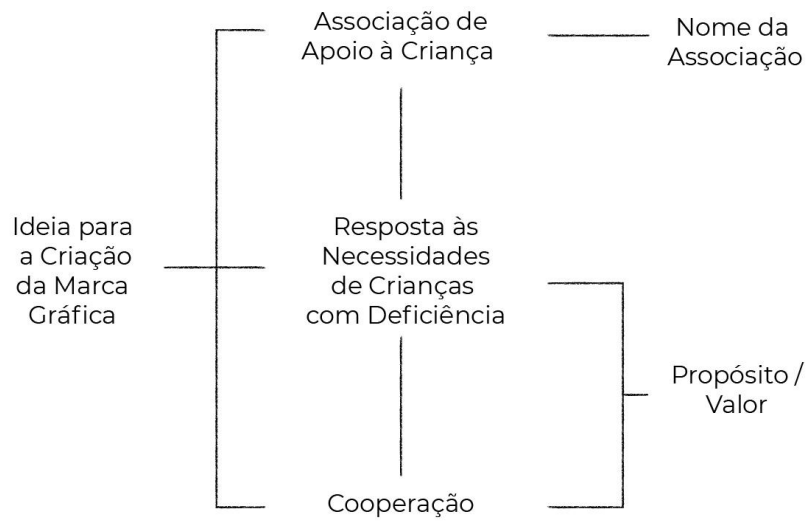 Associação de
Apoio à Criança
Nome da
Associação
Ideia para
a Criação
da Marca
Gráfica
Resposta às
Necessidades
de Crianças
com Deficiência
Propósito /
Valor
Cooperação